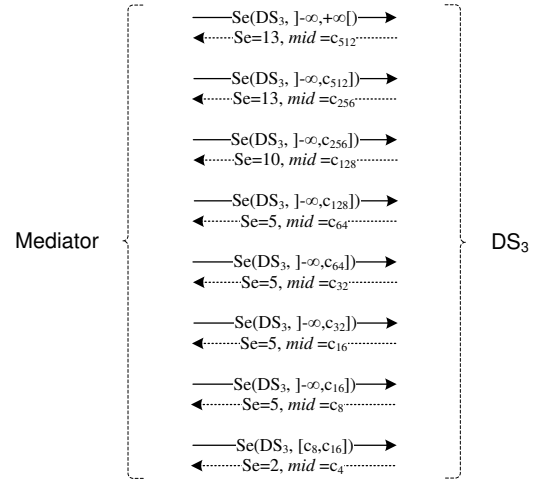 Se(DS₃, ]-∞,+∞[)
Se=13, mid =c₅₁₂
Se(DS₃, ]-∞,c₅₁₂])
Se=13, mid =c₂₅₆
Se(DS₃, ]-∞,c₂₅₆])
Se=10, mid =c₁₂₈
Se(DS₃, ]-∞,c₁₂₈])
Se=5, mid =c₆₄
Mediator
DS₃
Se(DS₃, ]-∞,c₆₄])
Se=5, mid =c₃₂
Se(DS₃, ]-∞,c₃₂])
Se=5, mid =c₁₆
Se(DS₃, ]-∞,c₁₆])
Se=5, mid =c₈
Se(DS₃, [c₈,c₁₆])
Se=2, mid =c₄